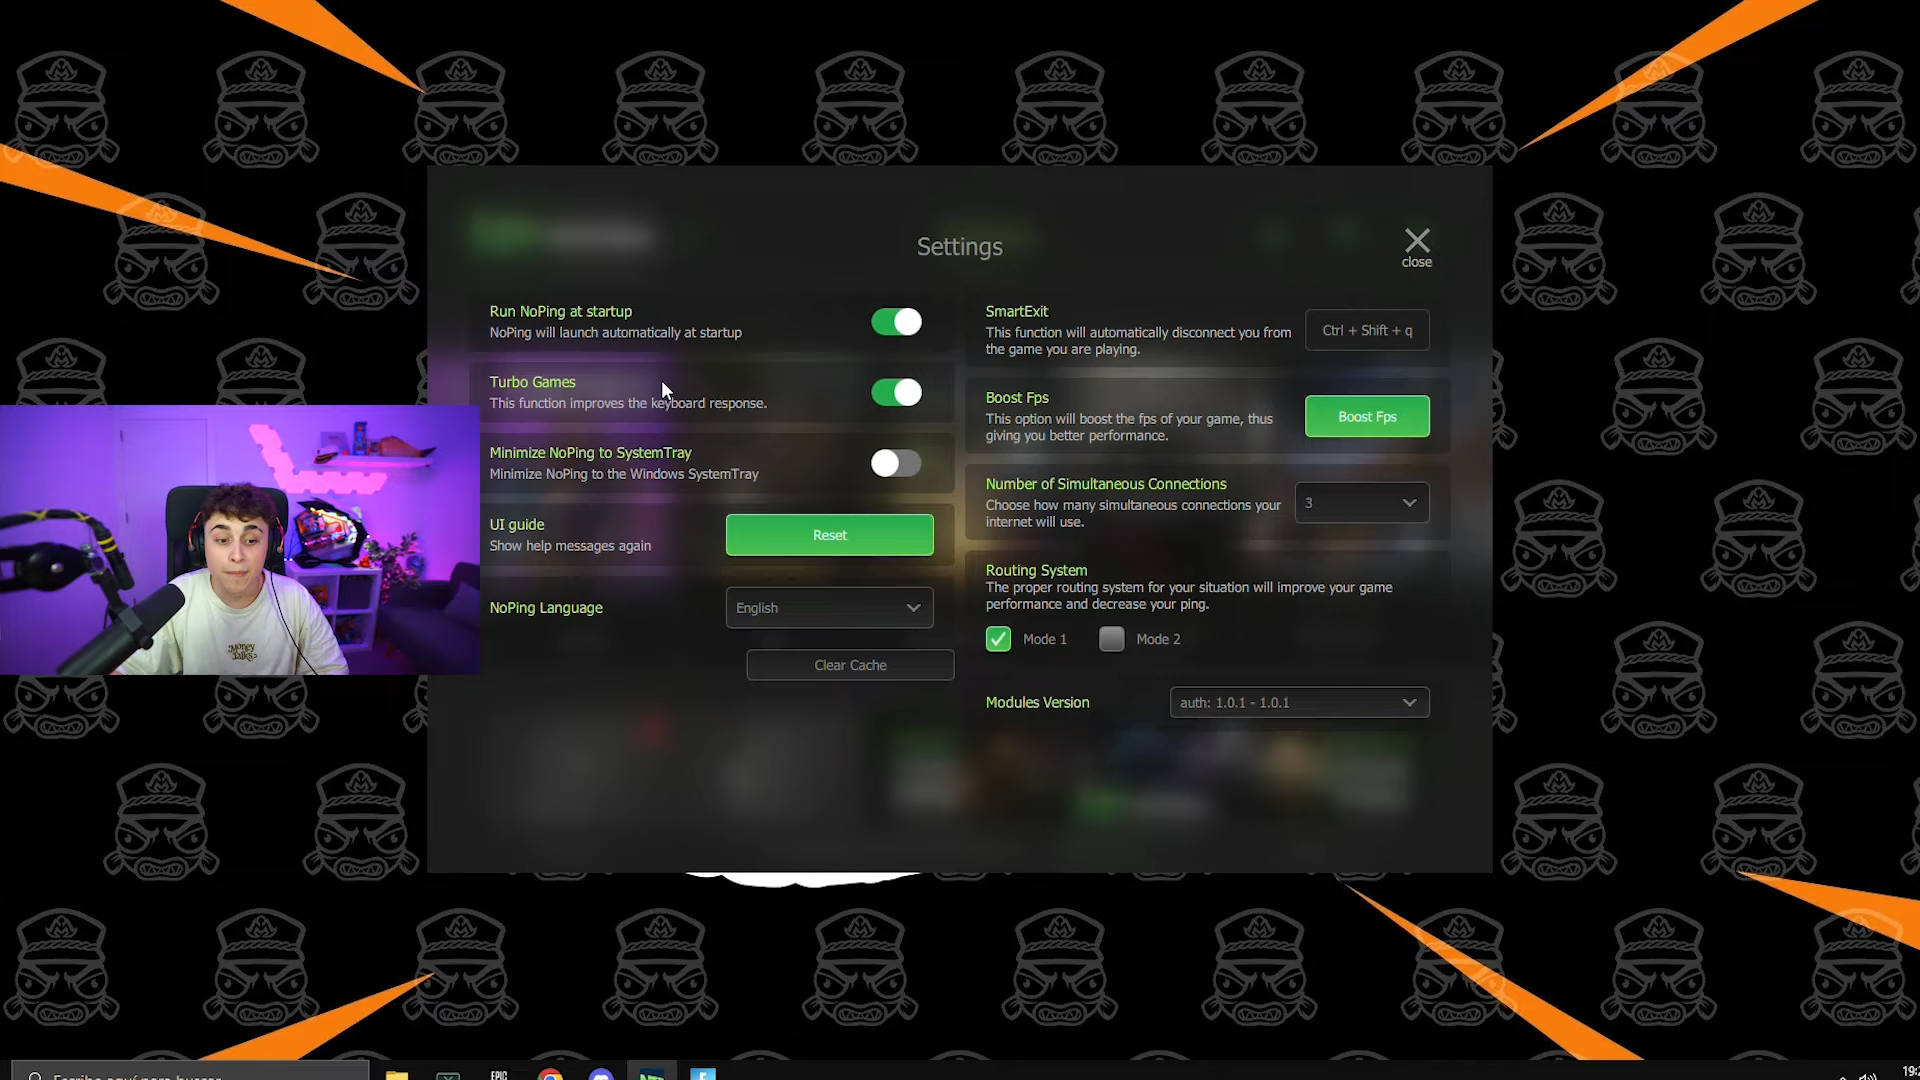 Settings
close
Run NoPing at startup
NoPing will launch automatically at startup
Turbo Games
This function improves the keyboard response.
Minimize NoPing to SystemTray
Minimize NoPing to the Windows SystemTray
UI guide
Show help messages again
Reset
NoPing Language
English
Clear Cache
SmartExit
This function will automatically disconnect you from
the game you are playing.
Ctrl + Shift + q
Boost Fps
This option will boost the fps of your game, thus
giving you better performance.
Boost Fps
Number of Simultaneous Connections
Choose how many simultaneous connections your
internet will use.
3
Routing System
The proper routing system for your situation will improve your game
performance and decrease your ping.
Mode 1
Mode 2
Modules Version
auth: 1.0.1 - 1.0.1
Money
Talks
EPIC